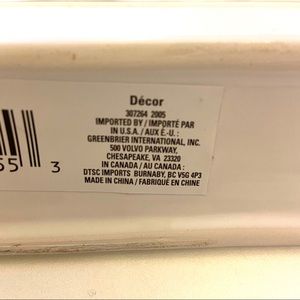 Décor
307264 2005
IMPORTED BY / IMPORTÉ PAR
IN U.S.A. / AUX É.-U. :
GREENBRIER INTERNATIONAL, INC.
500 VOLVO PARKWAY,
CHESAPEAKE, VA 23320
IN CANADA / AU CANADA :
DTSC IMPORTS BURNABY, BC V5G 4P3
MADE IN CHINA / FABRIQUÉ EN CHINE
55 3